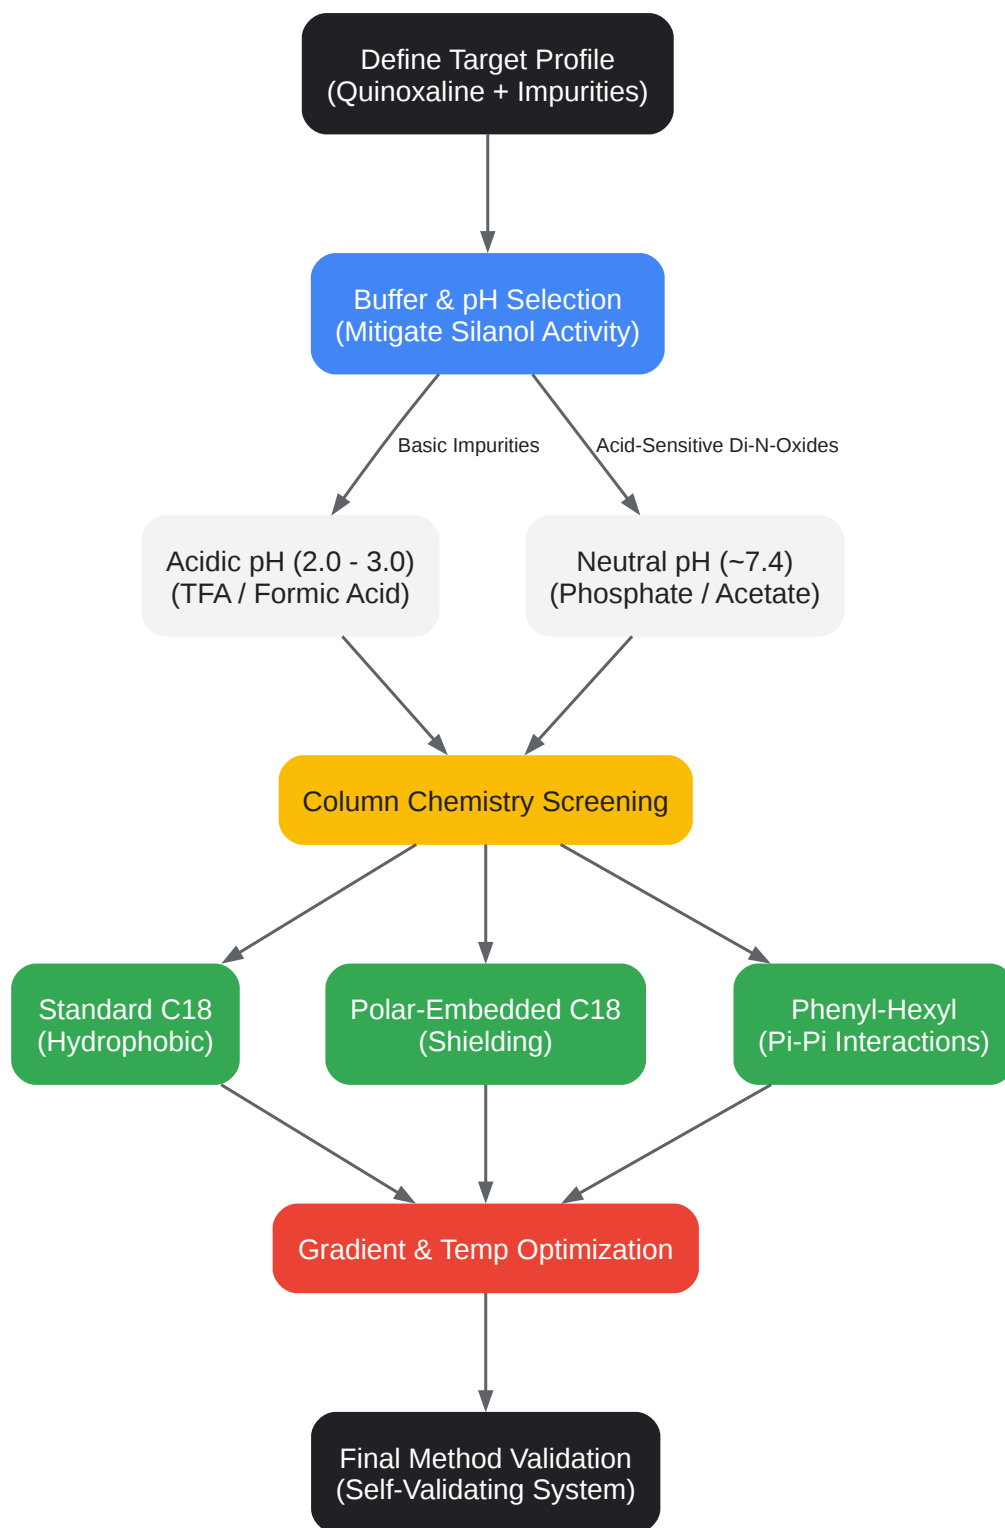 Define Target Profile
(Quinoxaline + Impurities)
Buffer & pH Selection
(Mitigate Silanol Activity)
Basic Impurities
Acid-Sensitive Di-N-Oxides
Acidic pH (2.0 - 3.0)
(TFA / Formic Acid)
Neutral pH (~7.4)
(Phosphate / Acetate)
Column Chemistry Screening
Standard C18
(Hydrophobic)
Polar-Embedded C18
(Shielding)
Phenyl-Hexyl
(Pi-Pi Interactions)
Gradient & Temp Optimization
Final Method Validation
(Self-Validating System)